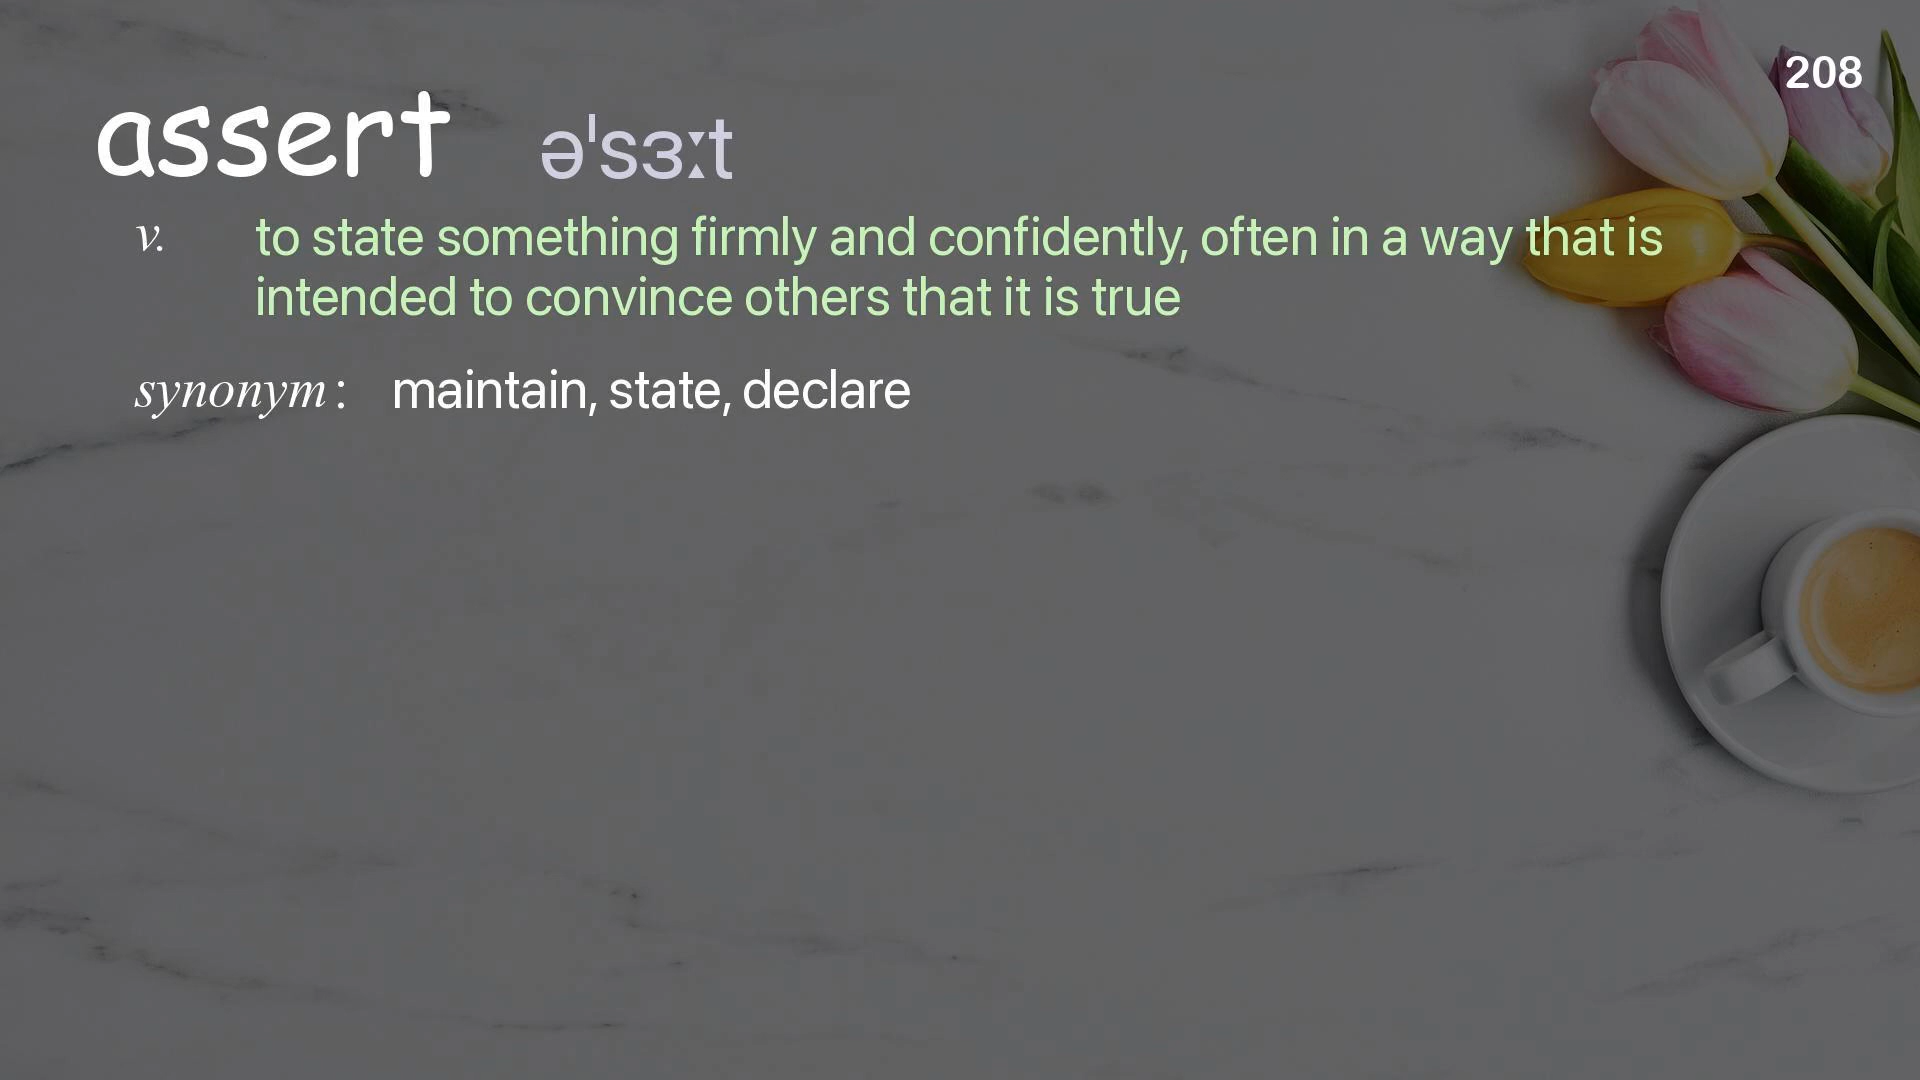 208
assert əˈsɜːt
v. to state something firmly and confidently, often in a way that is
intended to convince others that it is true
synonym : maintain, state, declare